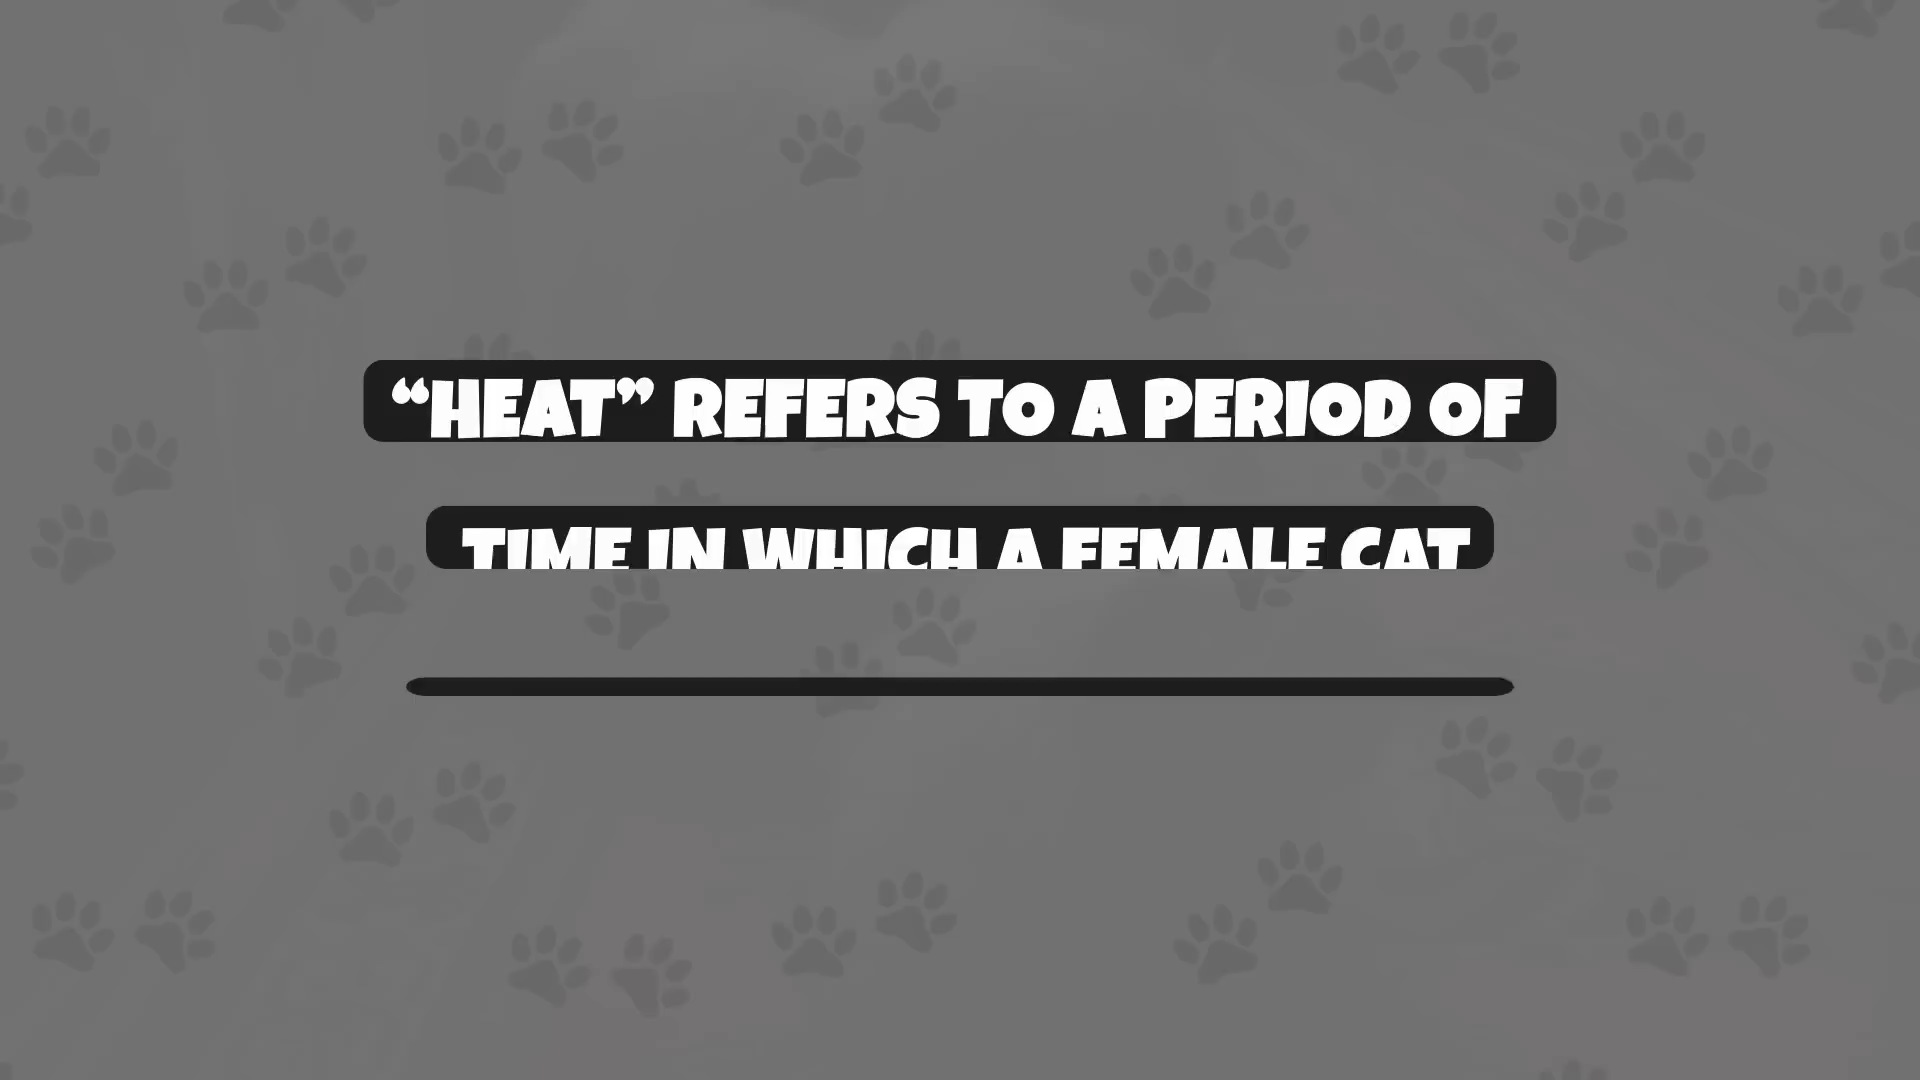 “HEAT” REFERS TO A PERIOD OF
TIME IN WHICH A FEMALE CAT